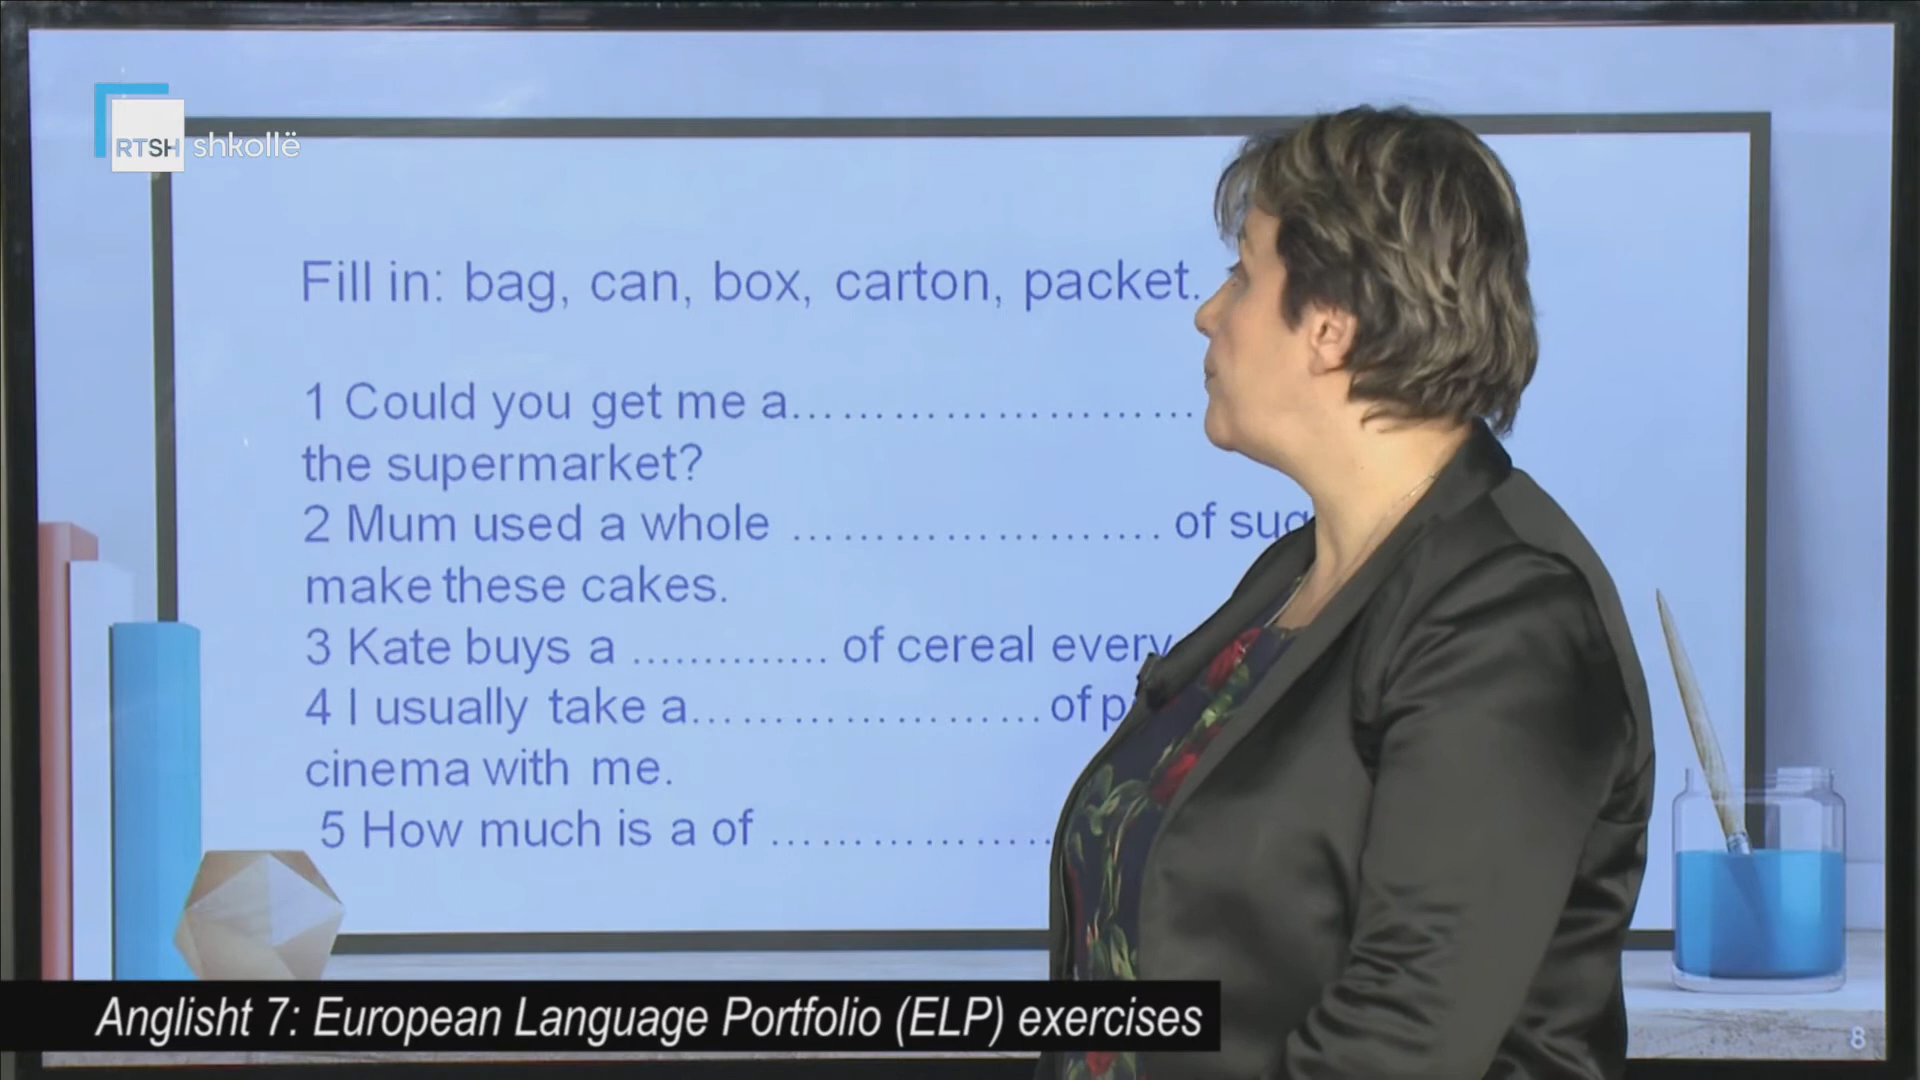 RTSH shkollë
Fill in: bag, can, box, carton, packet.
1 Could you get me a........................
the supermarket?
2 Mum used a whole ...................... of
make these cakes.
3 Kate buys a .............. of cereal every
4 I usually take a..................... of
cinema with me.
5 How much is a of .................
Anglisht 7: European Language Portfolio (ELP) exercises
8